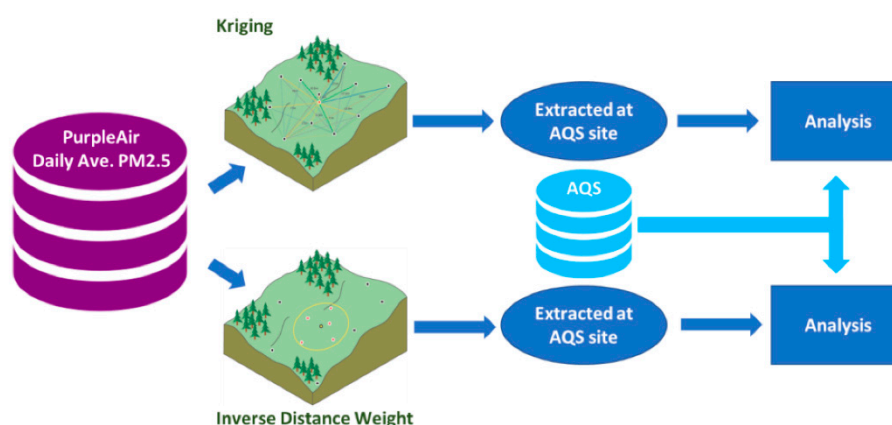 Kriging
PurpleAir
Daily Ave. PM2.5
Extracted at
AQS site
Analysis
AQS
Extracted at
AQS site
Analysis
Inverse Distance Weight